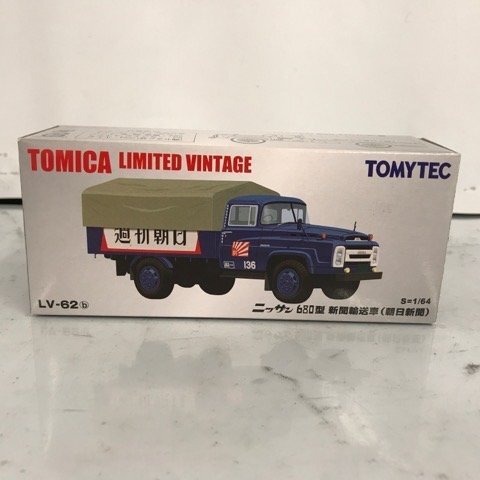 TOMICA LIMITED VINTAGE
TOMYTEC
週刊朝日
136
LV-62b
S=1/64
ニッサン 680型 新聞輸送車(朝日新聞)